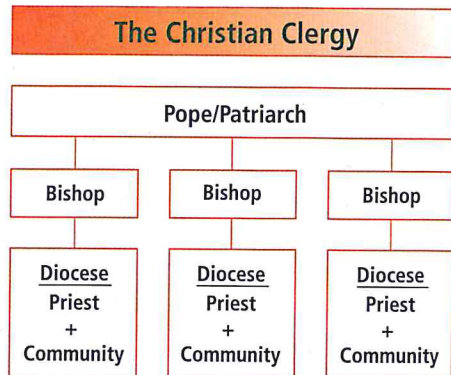 The Christian Clergy
Pope/Patriarch
Bishop
Bishop
Bishop
Diocese
Priest
+
Community
Diocese
Priest
+
Community
Diocese
Priest
+
Community